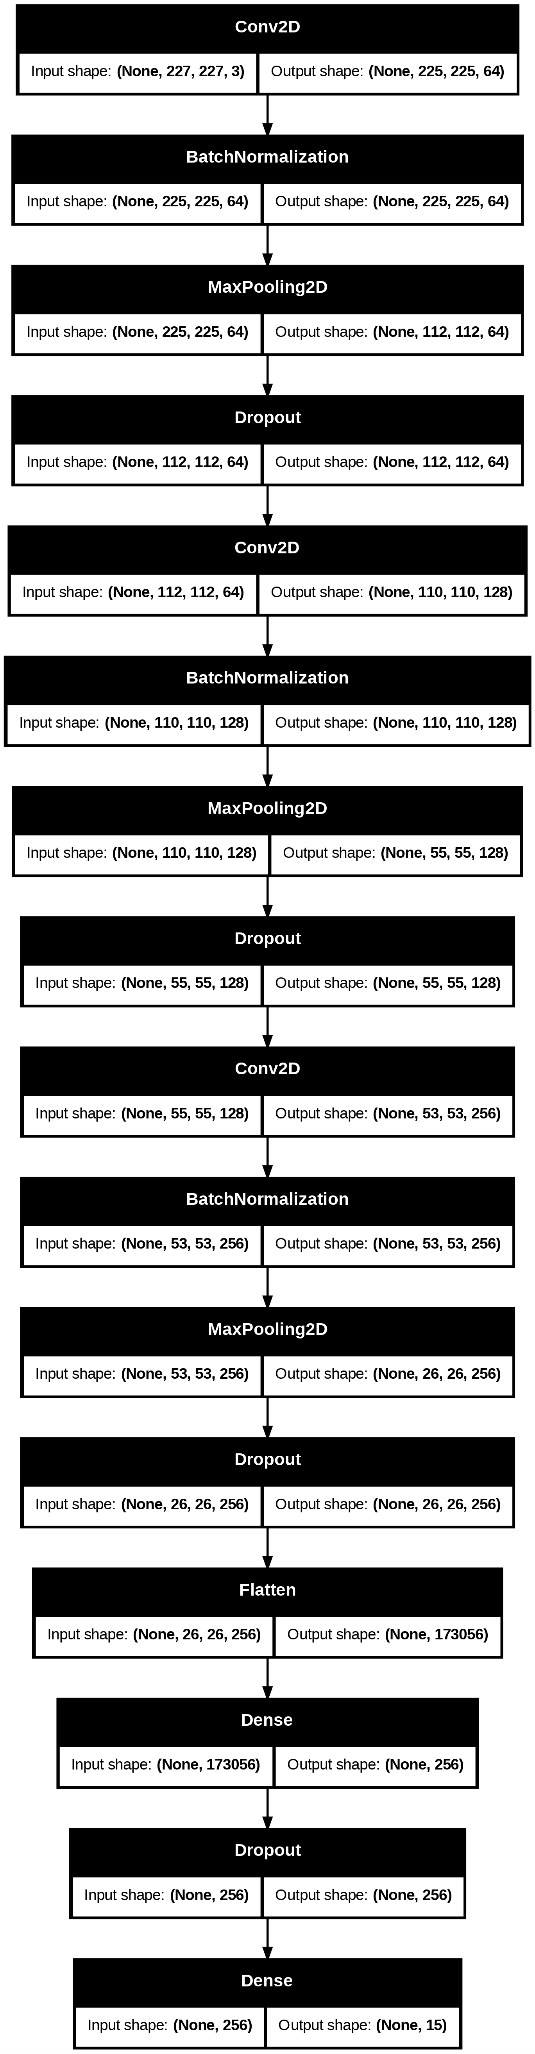 Conv2D
Input shape: (None, 227, 227, 3) Output shape: (None, 225, 225, 64)
BatchNormalization
Input shape: (None, 225, 225, 64) Output shape: (None, 225, 225, 64)
MaxPooling2D
Input shape: (None, 225, 225, 64) Output shape: (None, 112, 112, 64)
Dropout
Input shape: (None, 112, 112, 64) Output shape: (None, 112, 112, 64)
Conv2D
Input shape: (None, 112, 112, 64) Output shape: (None, 110, 110, 128)
BatchNormalization
Input shape: (None, 110, 110, 128) Output shape: (None, 110, 110, 128)
MaxPooling2D
Input shape: (None, 110, 110, 128) Output shape: (None, 55, 55, 128)
Dropout
Input shape: (None, 55, 55, 128) Output shape: (None, 55, 55, 128)
Conv2D
Input shape: (None, 55, 55, 128) Output shape: (None, 53, 53, 256)
BatchNormalization
Input shape: (None, 53, 53, 256) Output shape: (None, 53, 53, 256)
MaxPooling2D
Input shape: (None, 53, 53, 256) Output shape: (None, 26, 26, 256)
Dropout
Input shape: (None, 26, 26, 256) Output shape: (None, 26, 26, 256)
Flatten
Input shape: (None, 26, 26, 256) Output shape: (None, 173056)
Dense
Input shape: (None, 173056) Output shape: (None, 256)
Dropout
Input shape: (None, 256) Output shape: (None, 256)
Dense
Input shape: (None, 256) Output shape: (None, 15)